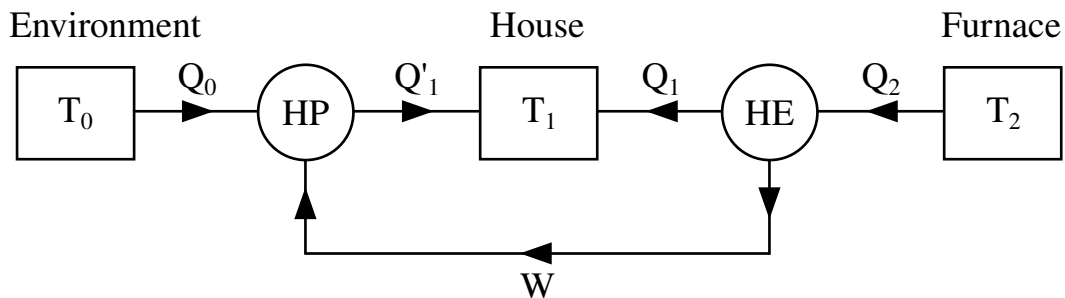 Environment House Furnace
Q₀ Q'₁ Q₁ Q₂
T₀ HP T₁ HE T₂
W